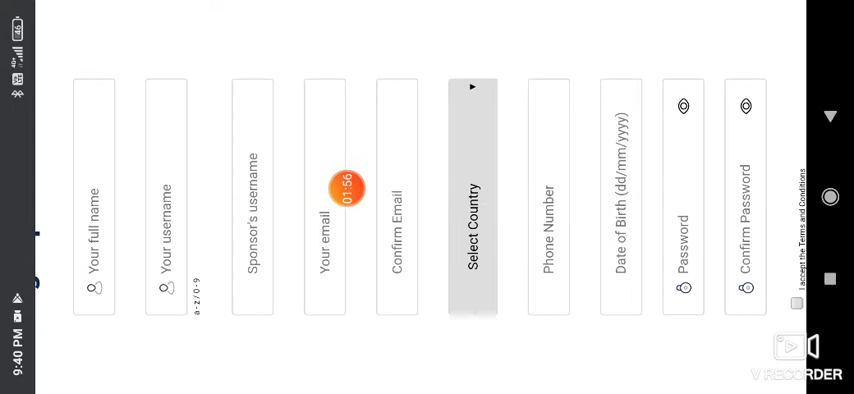 9:40 PM
46
Your full name
Your username
a-z/0-9
Sponsor's username
Your email
01:56
Confirm Email
Select Country
Phone Number
Date of Birth (dd/mm/yyyy)
Password
Confirm Password
I accept the Terms and Conditions
V RECORDER